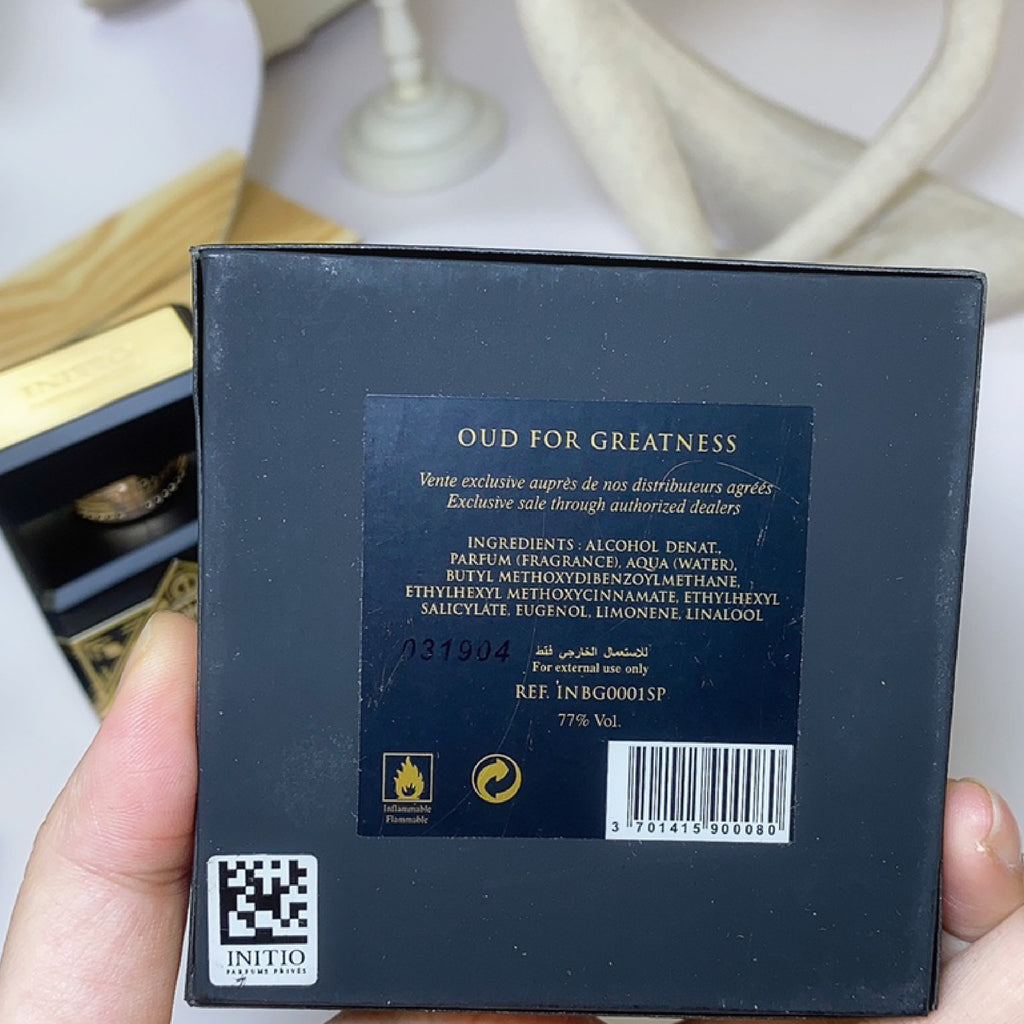 INITIO
OUD FOR GREATNESS
Vente exclusive auprès de nos distributeurs agréés
Exclusive sale through authorized dealers
INGREDIENTS : ALCOHOL DENAT.,
PARFUM (FRAGRANCE), AQUA (WATER),
BUTYL METHOXYDIBENZOYLMETHANE,
ETHYLHEXYL METHOXYCINNAMATE, ETHYLHEXYL
SALICYLATE, EUGENOL, LIMONENE, LINALOOL
031904
للاستعمال الخارجي فقط
For external use only
REF. INBG0001SP
77% Vol.
Inflammable
Flammable
3 701415 900080
INITIO
PARFUMS PRIVÉS